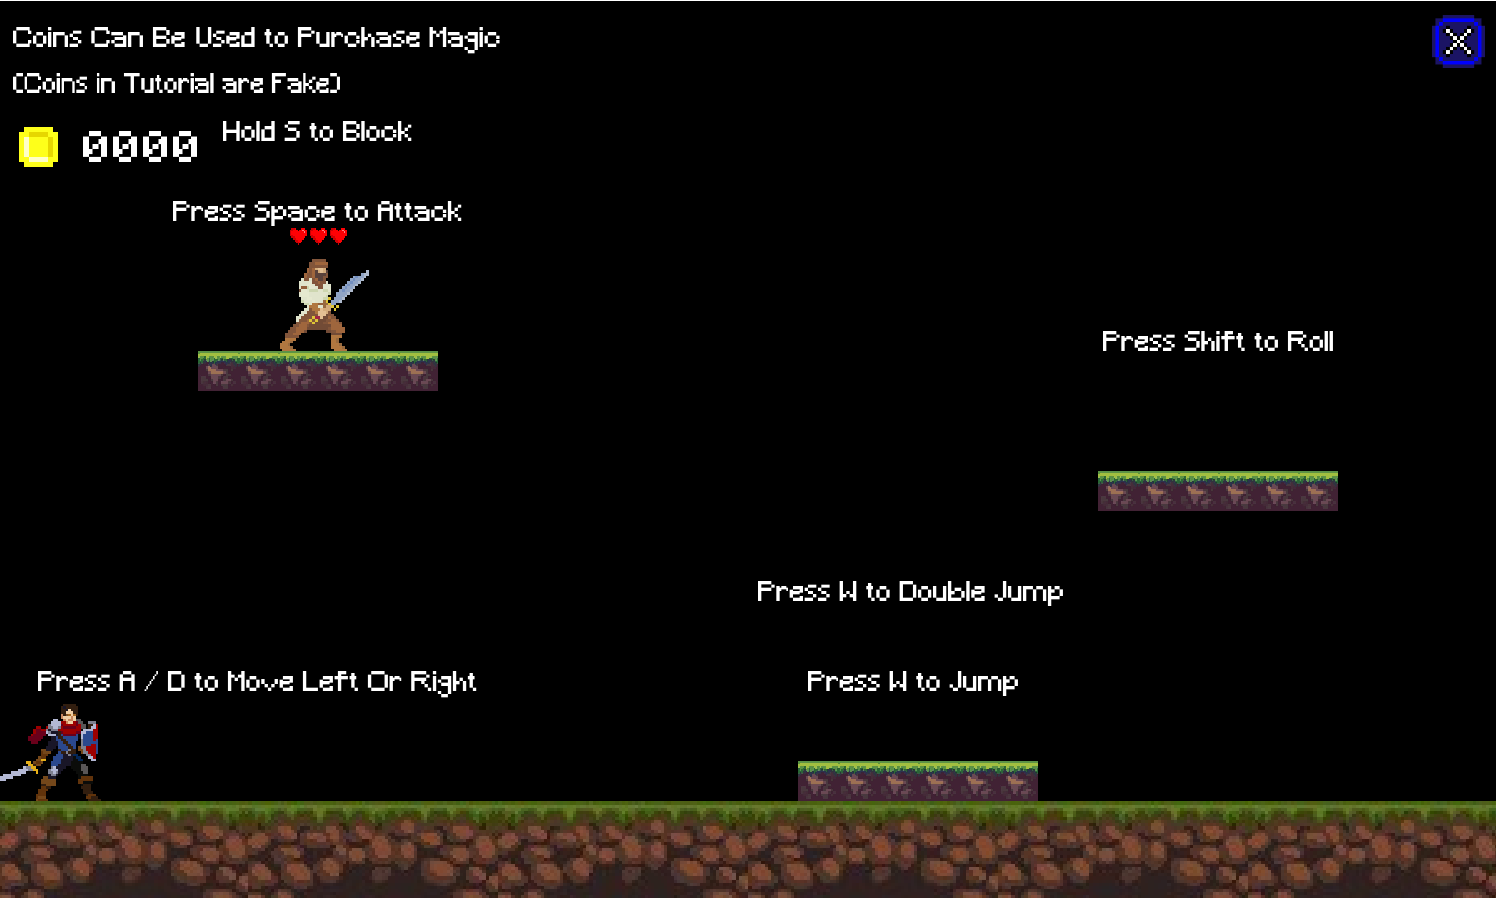 Coins Can Be Used to Purchase Magic
(Coins in Tutorial are Fake)
0000
Hold S to Block
Press Space to Attack
Press Shift to Roll
Press W to Double Jump
Press A / D to Move Left Or Right
Press W to Jump